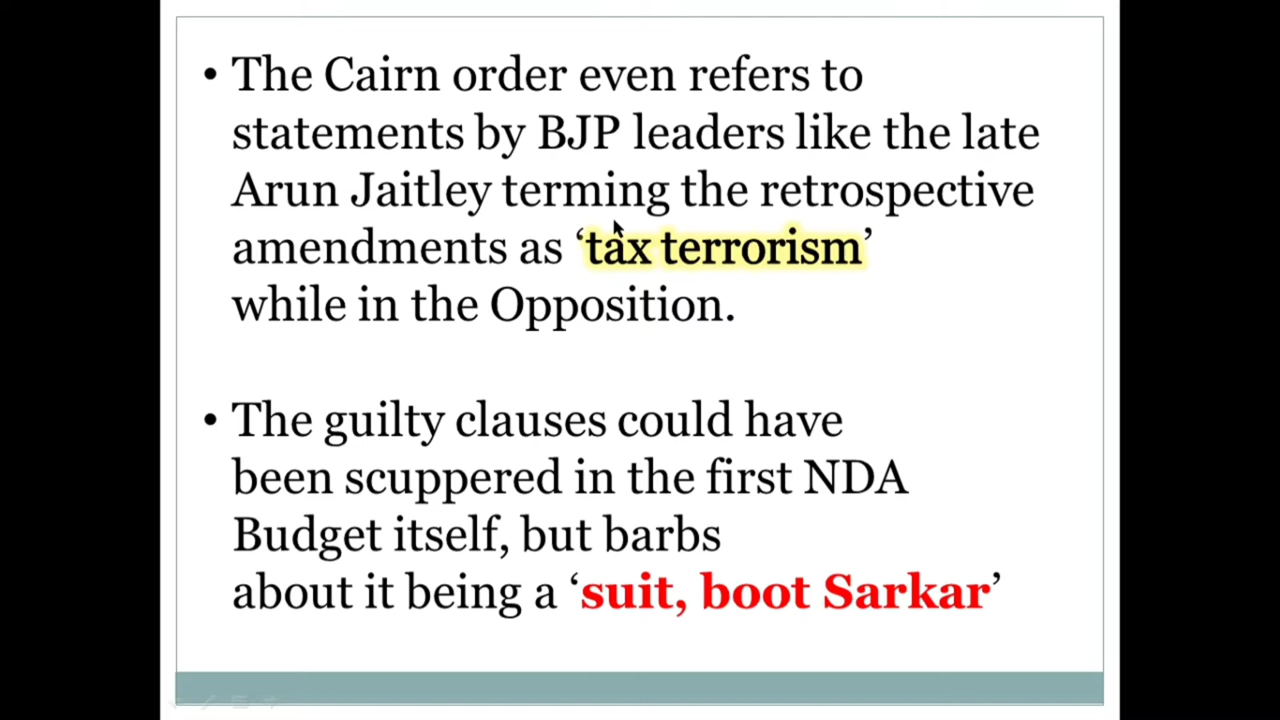 • The Cairn order even refers to
statements by BJP leaders like the late
Arun Jaitley terming the retrospective
amendments as ‘tax terrorism’
while in the Opposition.
• The guilty clauses could have
been scuppered in the first NDA
Budget itself, but barbs
about it being a ‘suit, boot Sarkar’